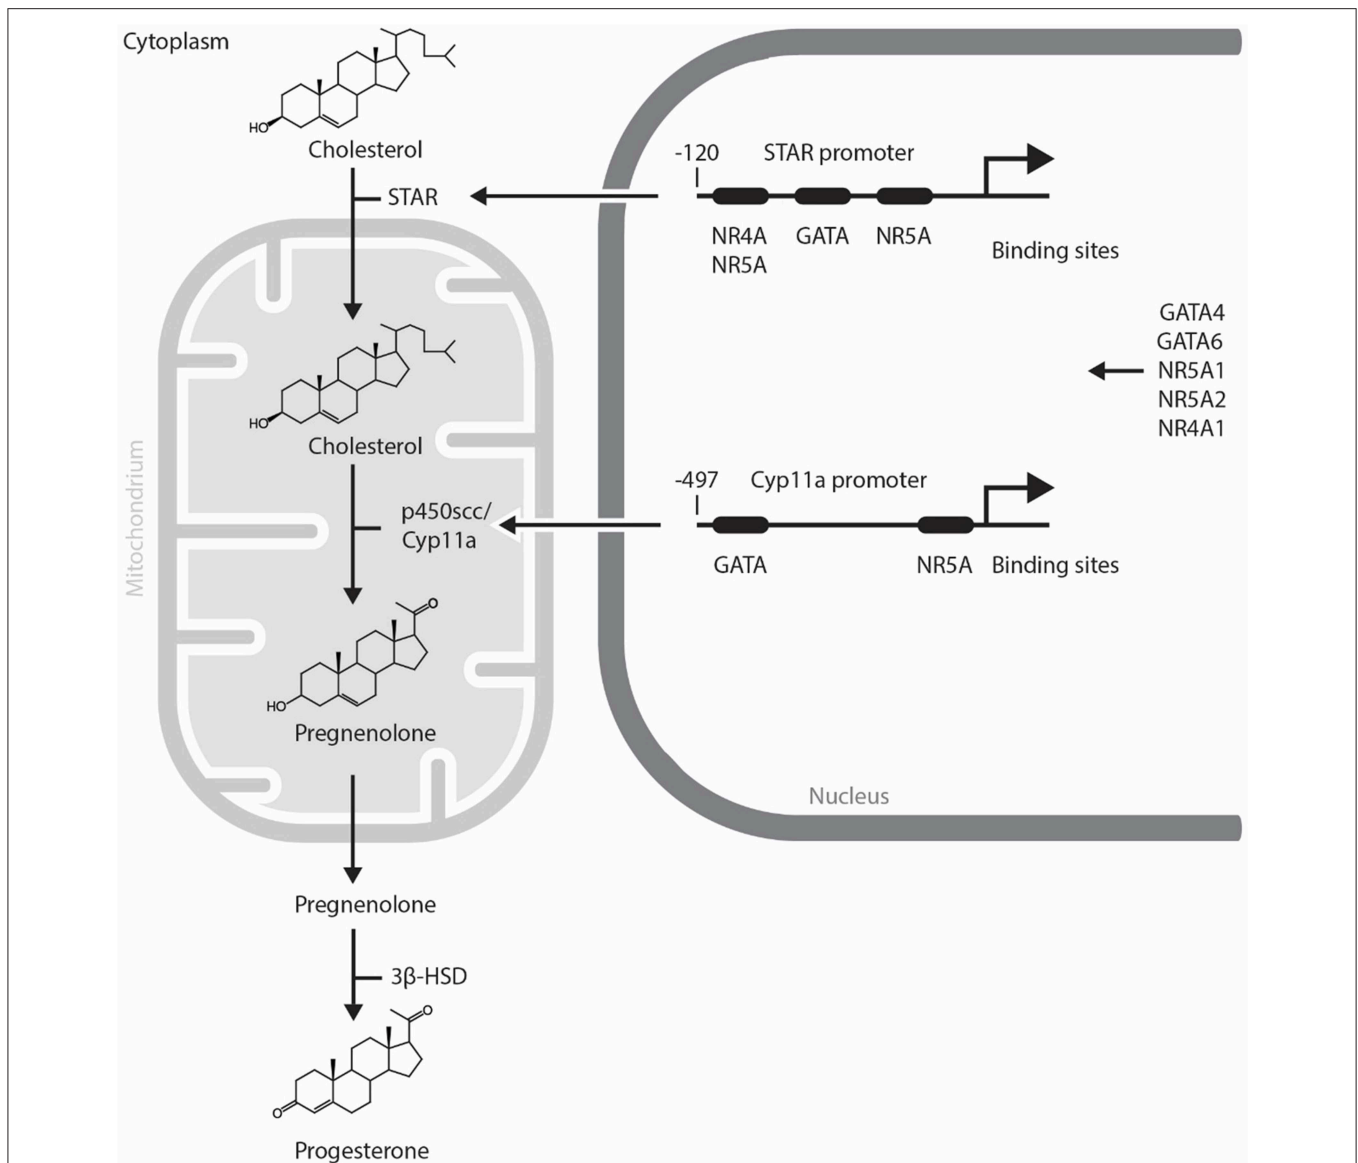 Cytoplasm
HO
Cholesterol
STAR
-120
STAR promoter
NR4A
NR5A
GATA
NR5A
Binding sites
GATA4
GATA6
NR5A1
NR5A2
NR4A1
Mitochondrium
HO
Cholesterol
p450scc/
Cyp11a
-497
Cyp11a promoter
GATA
NR5A
Binding sites
O
HO
Pregnenolone
Nucleus
Pregnenolone
3β-HSD
O
O
Progesterone